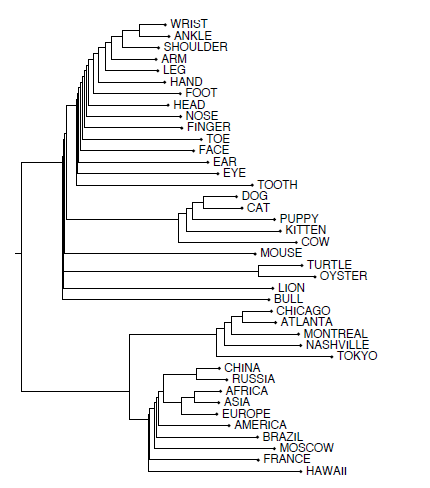 WRIST
ANKLE
SHOULDER
ARM
LEG
HAND
FOOT
HEAD
NOSE
FINGER
TOE
FACE
EAR
EYE
TOOTH
DOG
CAT
PUPPY
KITTEN
COW
MOUSE
TURTLE
OYSTER
LION
BULL
CHICAGO
ATLANTA
MONTREAL
NASHVILLE
TOKYO
CHINA
RUSSIA
AFRICA
ASIA
EUROPE
AMERICA
BRAZIL
MOSCOW
FRANCE
HAWAII